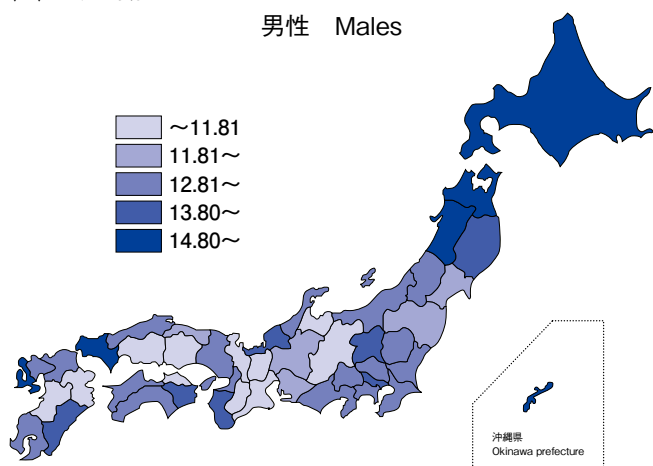 男性 Males
～11.81
11.81～
12.81～
13.80～
14.80～
沖縄県
Okinawa prefecture